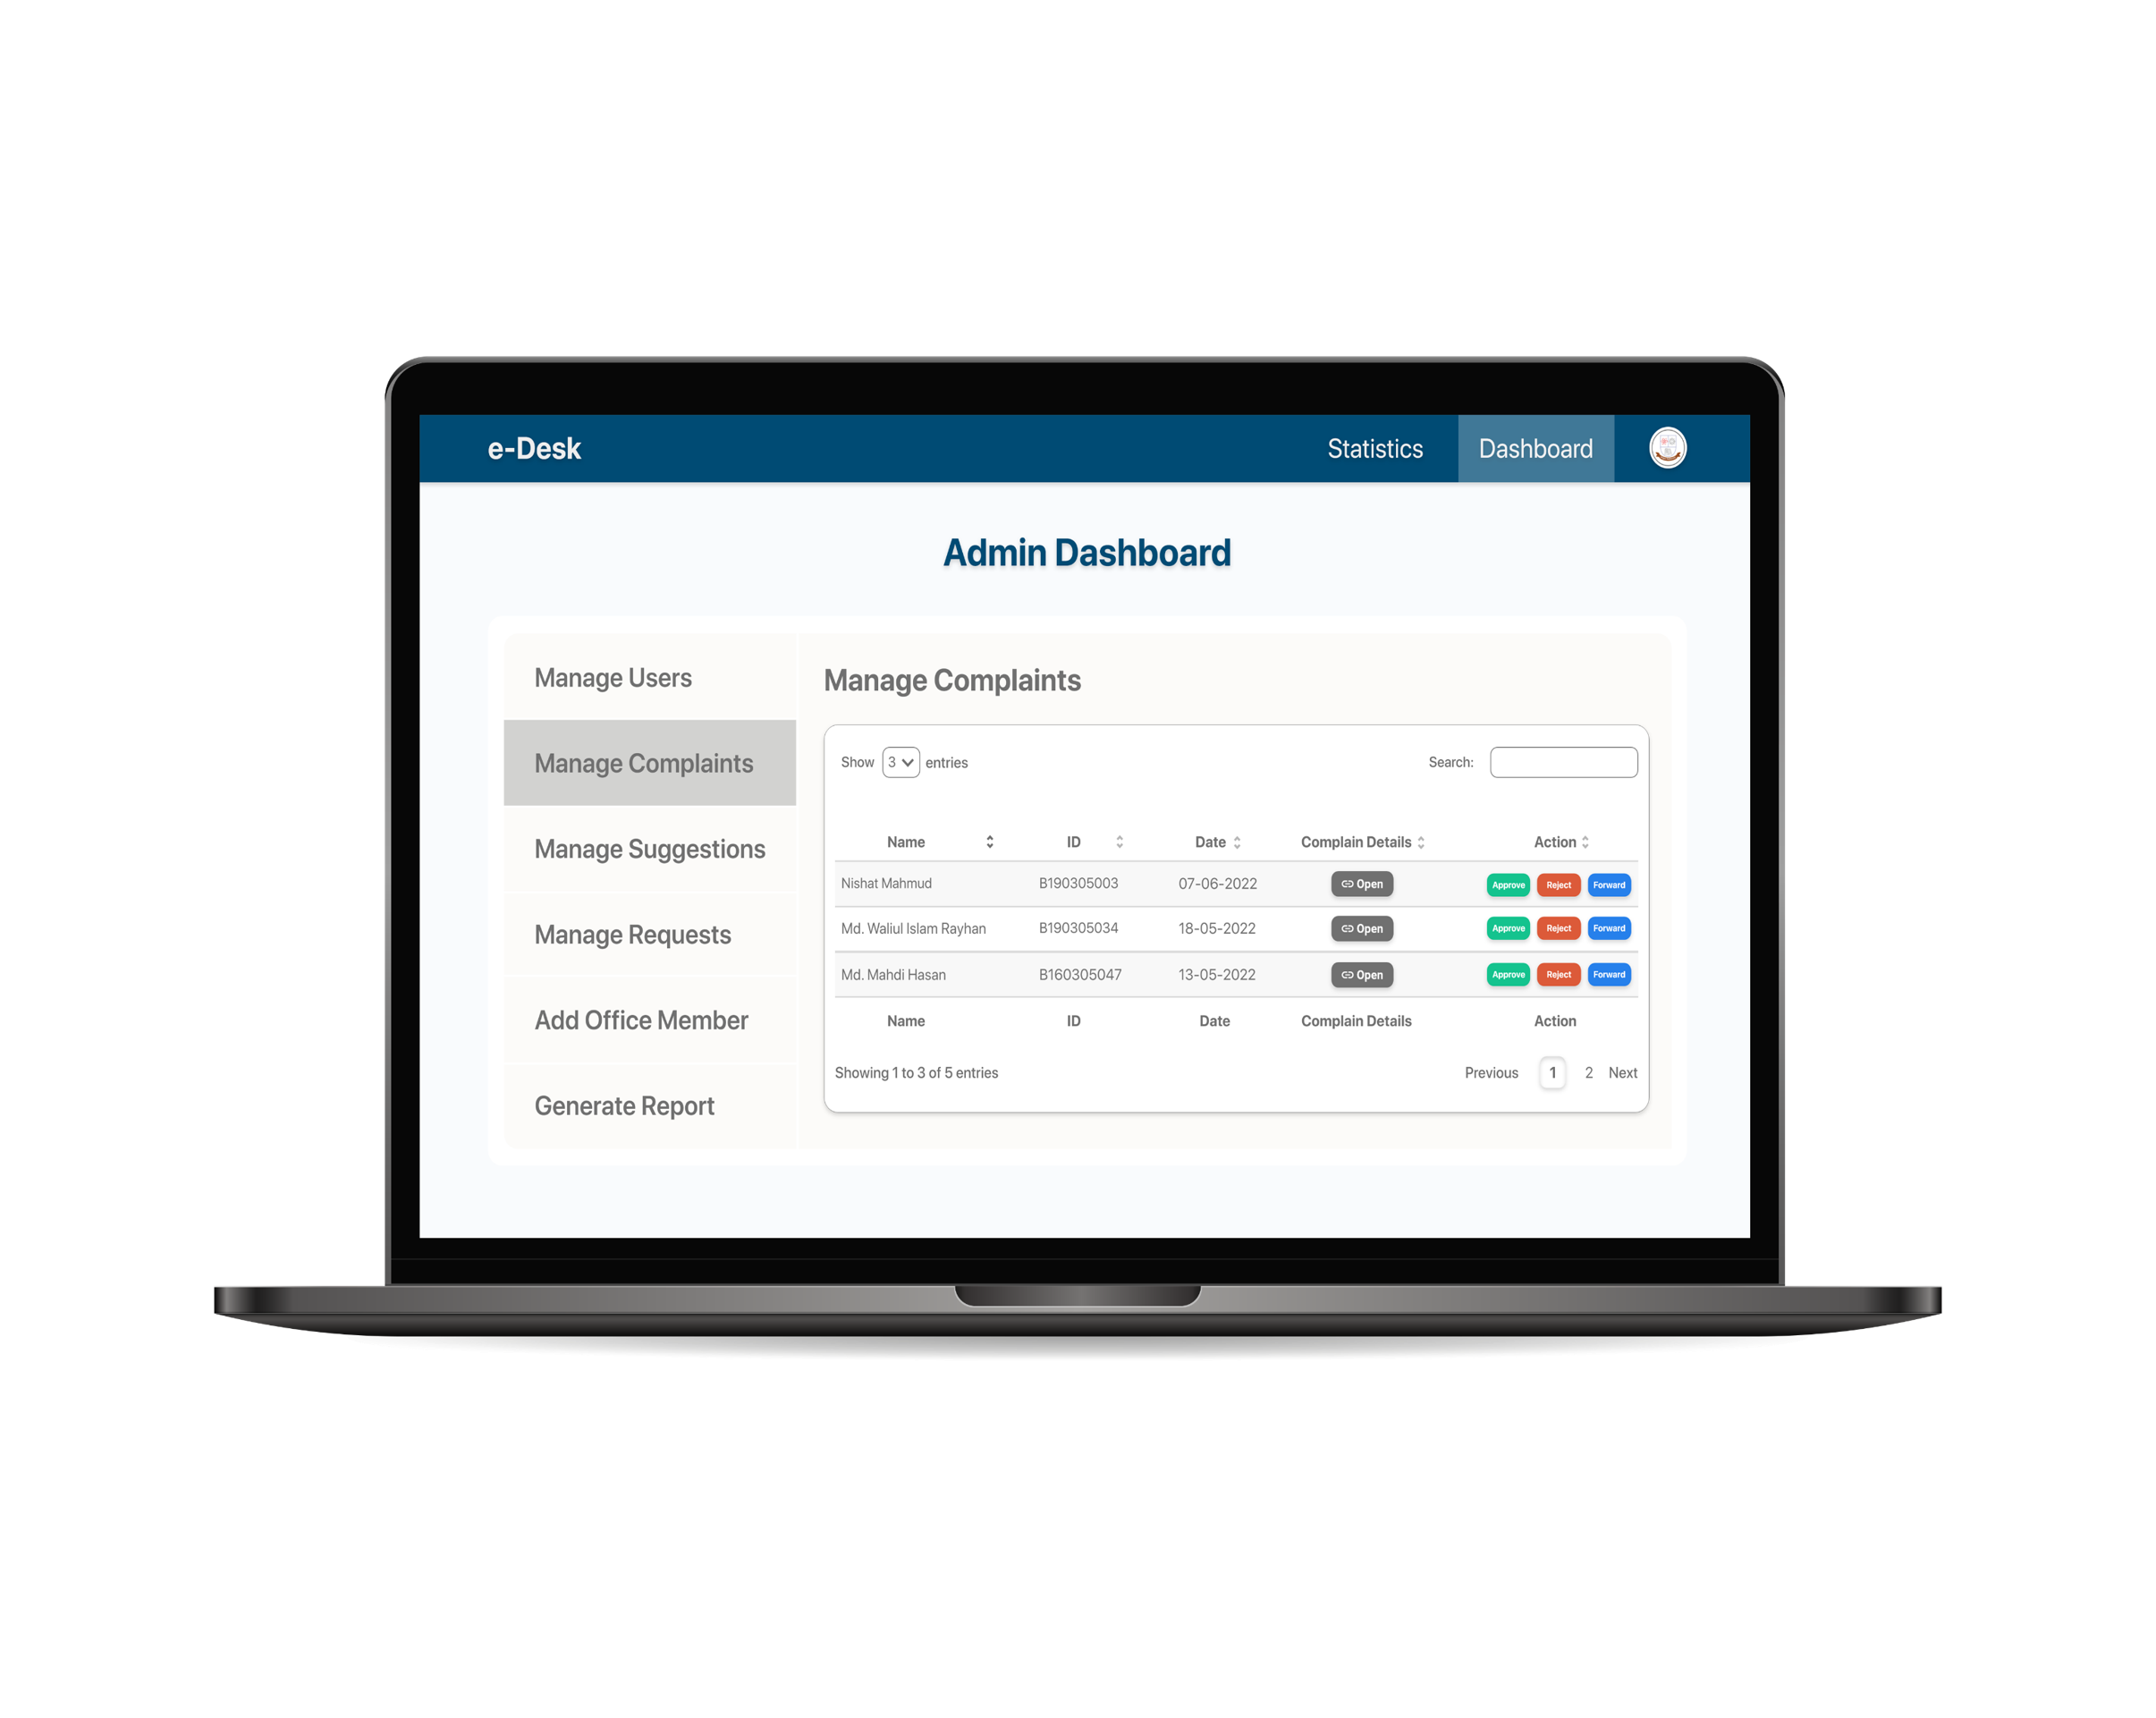 e-Desk Statistics Dashboard
Admin Dashboard
Manage Users
Manage Complaints
Manage Suggestions
Manage Requests
Add Office Member
Generate Report
Manage Complaints
Show 3 entries Search:
Name ID Date Complain Details Action
Nishat Mahmud B190305003 07-06-2022 Open Approve Reject Forward
Md. Waliul Islam Rayhan B190305034 18-05-2022 Open Approve Reject Forward
Md. Mahdi Hasan B160305047 13-05-2022 Open Approve Reject Forward
Name ID Date Complain Details Action
Showing 1 to 3 of 5 entries Previous 1 2 Next